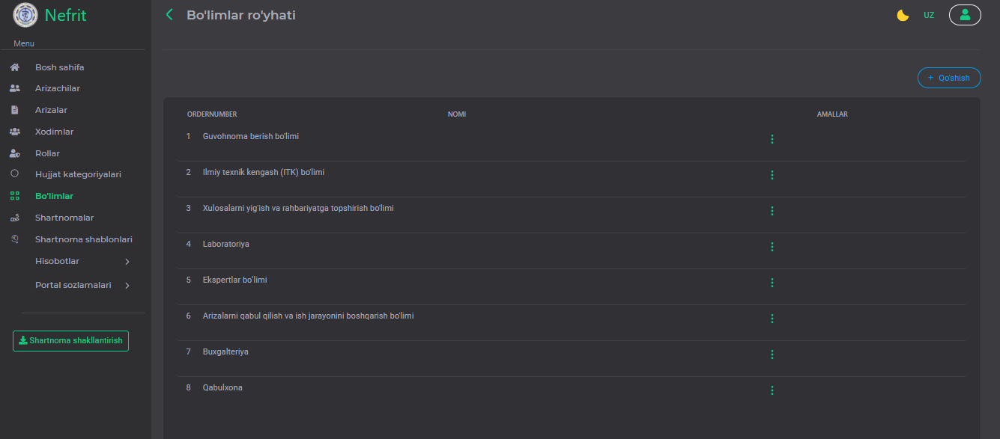 Nefrit
Bo'limlar ro'yhati
UZ
Menu
Bosh sahifa
Arizachilar
Arizalar
Xodimlar
Rollar
Hujjat kategoriyalari
Bo'limlar
Shartnomalar
Shartnoma shablonlari
Hisobotlar
Portal sozlamalari
Shartnoma shakllantirish
+ Qo'shish
ORDERNUMBER NOMI AMALLAR
1 Guvohnoma berish bo'limi
2 Ilmiy texnik kengash (ITK) bo'limi
3 Xulosalarni yig'ish va rahbariyatga topshirish bo'limi
4 Laboratoriya
5 Ekspertlar bo'limi
6 Arizalarni qabul qilish va ish jarayonini boshqarish bo'limi
7 Buxgalteriya
8 Qabulxona